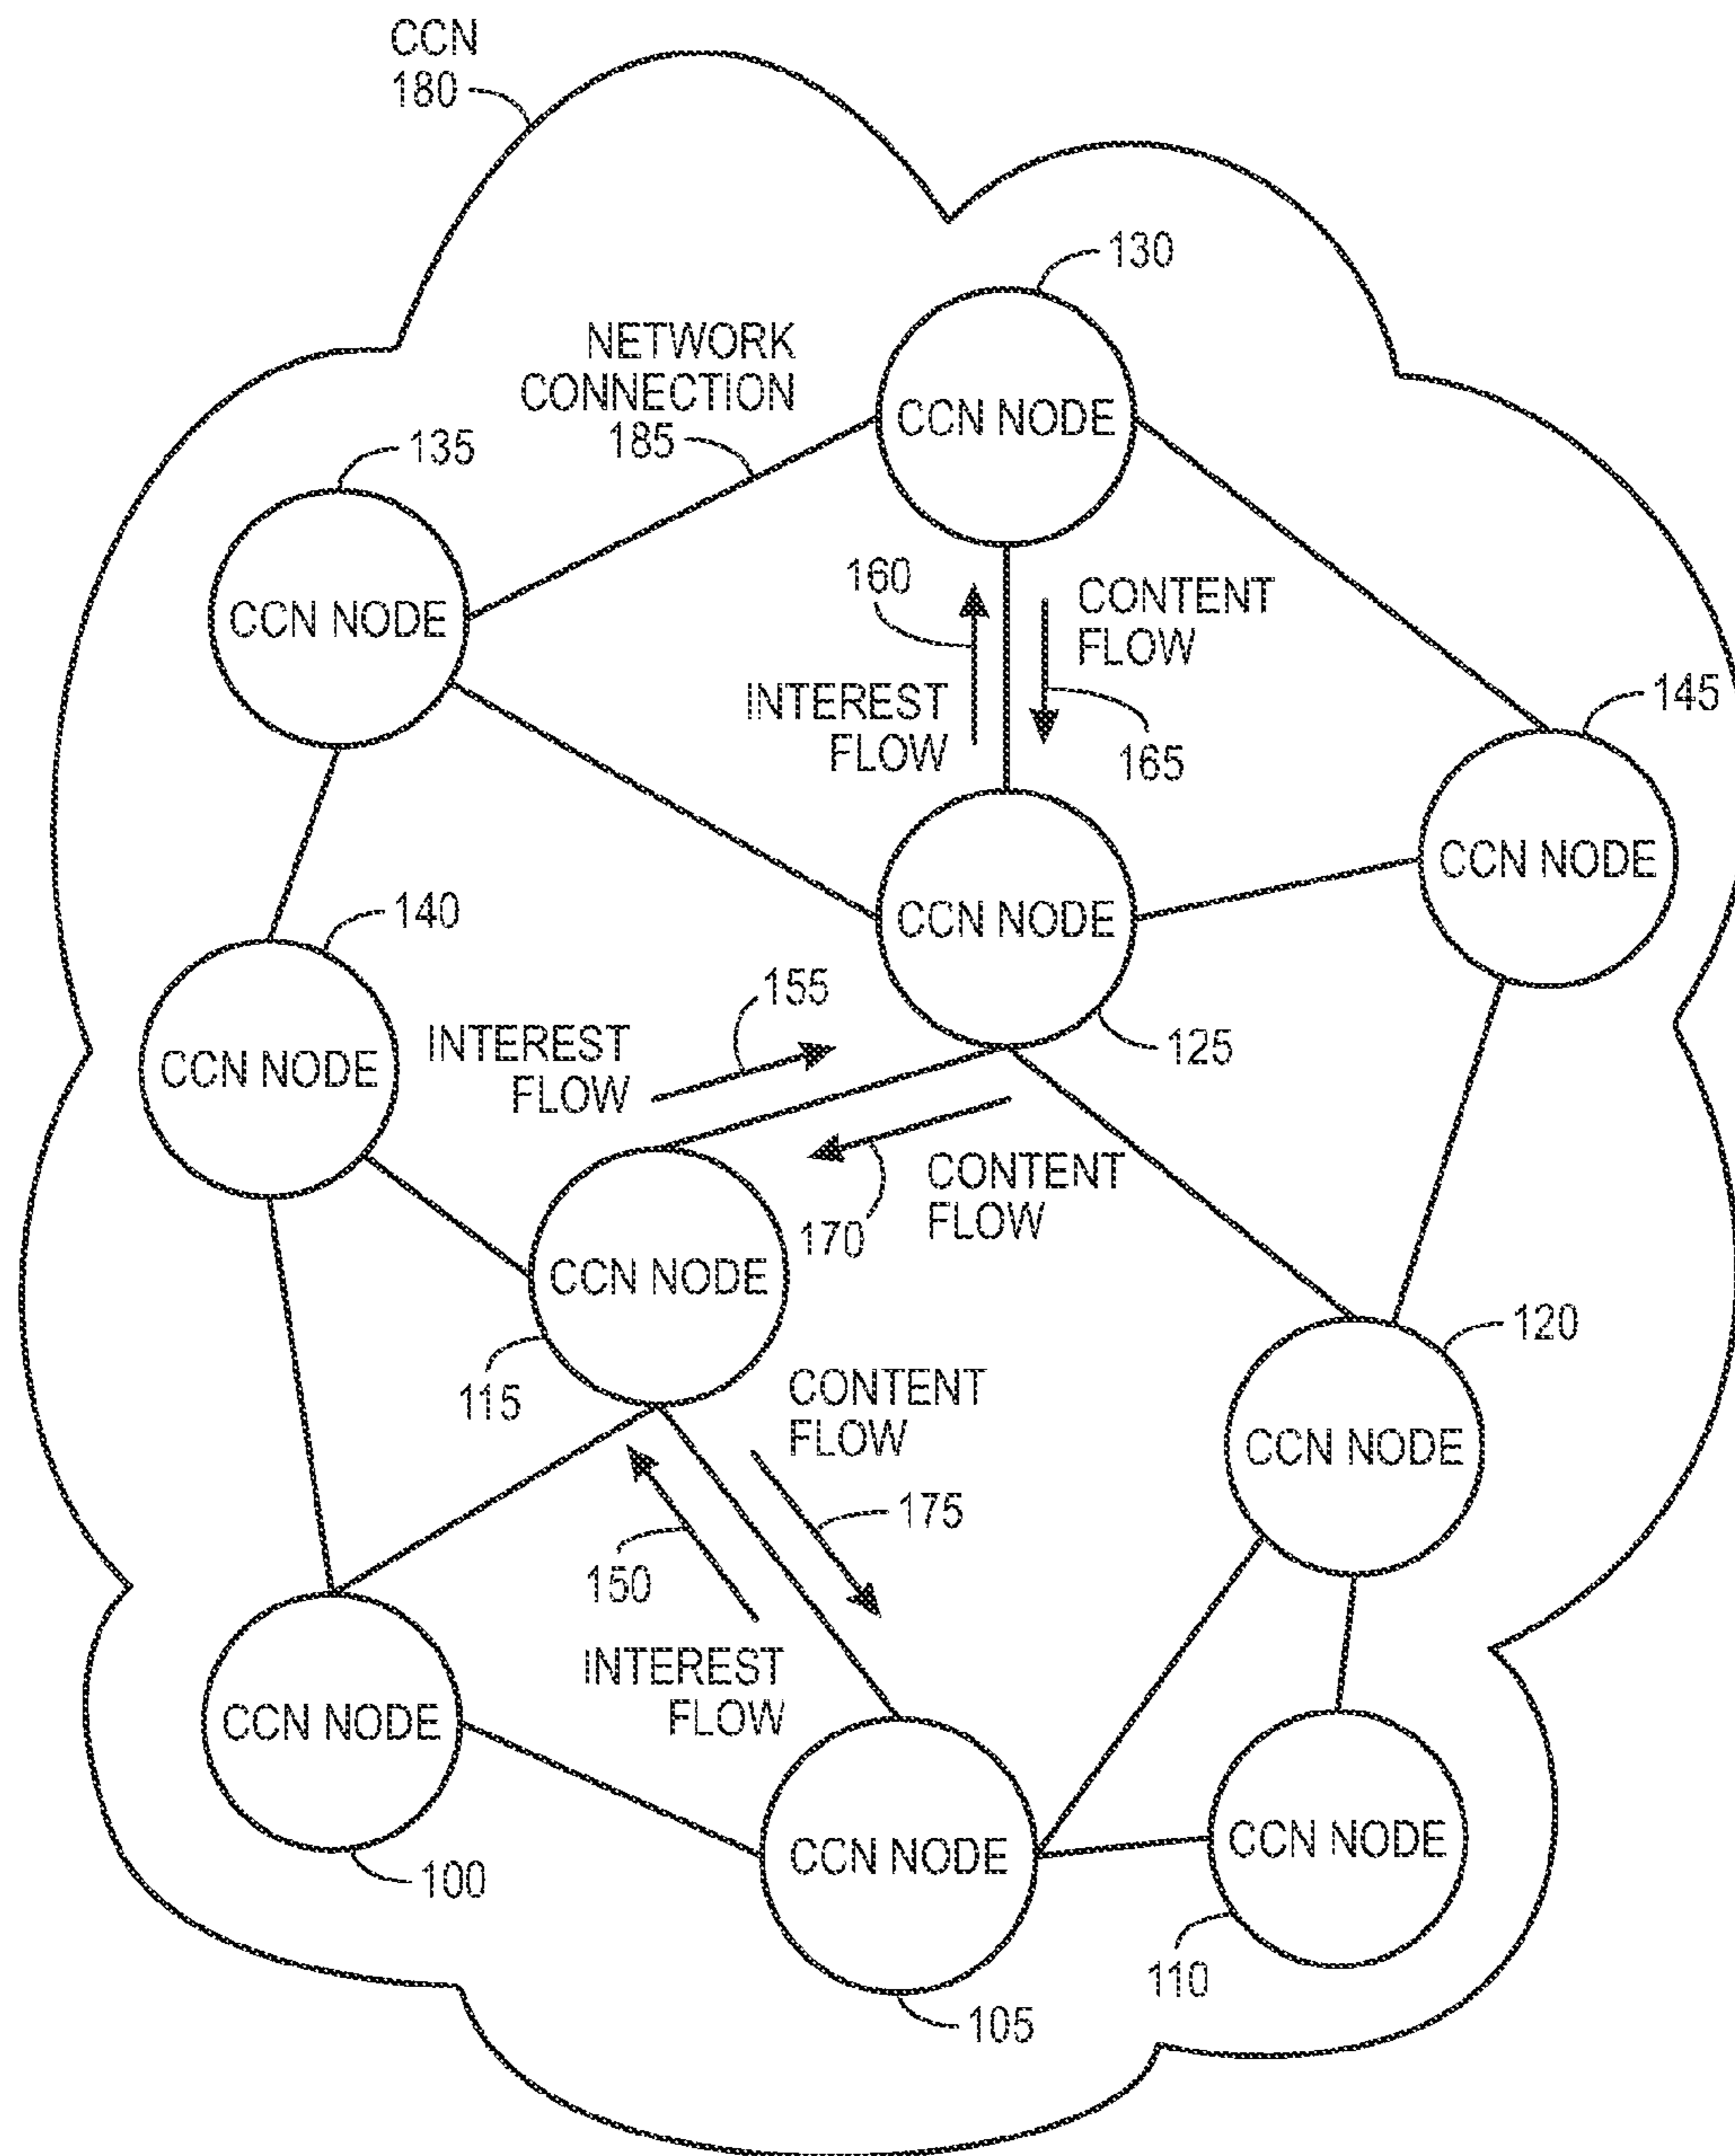 CCN
180
130
NETWORK
CONNECTION
185
135
CCN NODE
CCN NODE
160
CONTENT
FLOW
INTEREST
FLOW
165
145
CCN NODE
CCN NODE
140
155
125
INTEREST
FLOW
CCN NODE
CONTENT
FLOW
170
CCN NODE
120
115
CONTENT
FLOW
CCN NODE
175
150
INTEREST
FLOW
CCN NODE
CCN NODE
CCN NODE
100
110
105